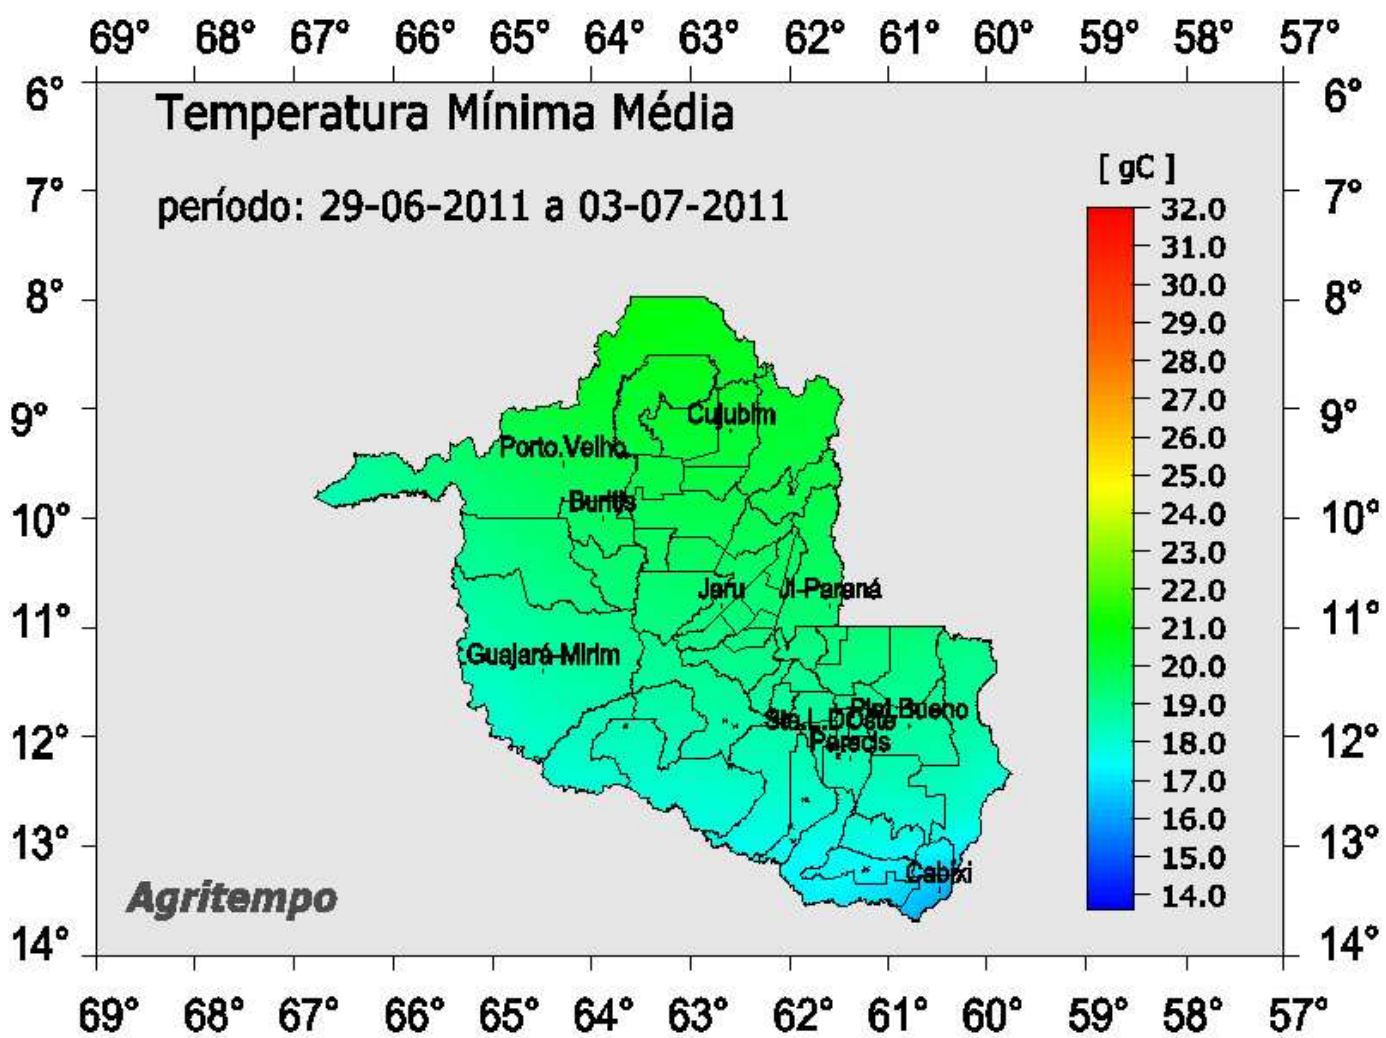 69° 68° 67° 66° 65° 64° 63° 62° 61° 60° 59° 58° 57°
6° 6°
Temperatura Mínima Média
[ gC ]
7° 7°
período: 29-06-2011 a 03-07-2011
32.0
31.0
8° 8°
30.0
29.0
28.0
27.0
9° 9°
Cujubim
26.0
Porto.Velho
25.0
Buritis
24.0
10° 10°
23.0
22.0
Jaru Ji-Paraná
11° 11°
21.0
Guajará-Mirim
20.0
Pim.Bueno
19.0
Sta.L.DOste
12° 12°
Parecis
18.0
17.0
16.0
13° 13°
15.0
Cabixi
14.0
Agritempo
14° 14°
69° 68° 67° 66° 65° 64° 63° 62° 61° 60° 59° 58° 57°